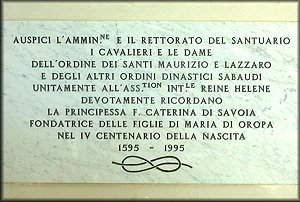 AUSPICI L'AMMINNE E IL RETTORATO DEL SANTUARIO
I CAVALIERI E LE DAME
DELL'ORDINE DEI SANTI MAURIZIO E LAZZARO
E DEGLI ALTRI ORDINI DINASTICI SABAUDI
UNITAMENTE ALL'ASS.TION INTLE REINE HELENE
DEVOTAMENTE RICORDANO
LA PRINCIPESSA F. CATERINA DI SAVOIA
FONDATRICE DELLE FIGLIE DI MARIA DI OROPA
NEL IV CENTENARIO DELLA NASCITA
1595 - 1995